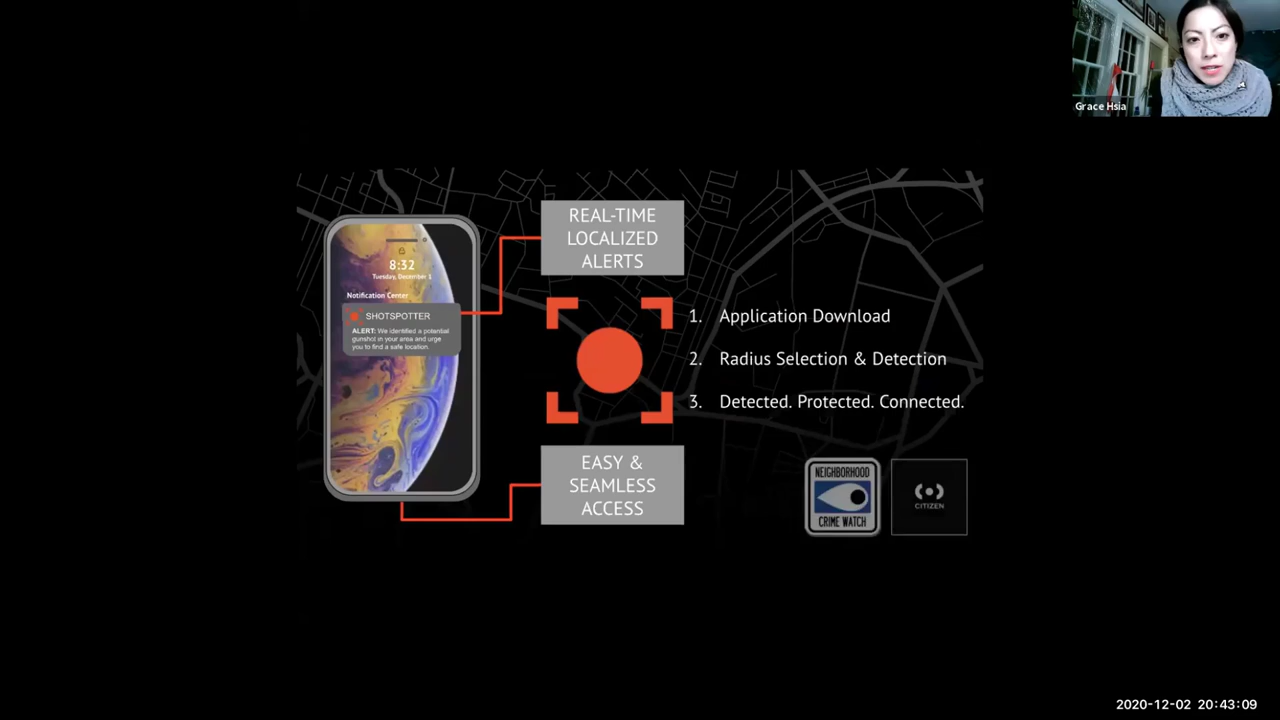 Grace Hsia
REAL-TIME
LOCALIZED
ALERTS
8:32
Tuesday, December 1
Notification Center
SHOTSPOTTER
ALERT: We identified a potential
gunshot in your area and urge
you to find a safe location.
1. Application Download
2. Radius Selection & Detection
3. Detected. Protected. Connected.
EASY &
SEAMLESS
ACCESS
NEIGHBORHOOD
CRIME WATCH
CITIZEN
2020-12-02 20:43:09